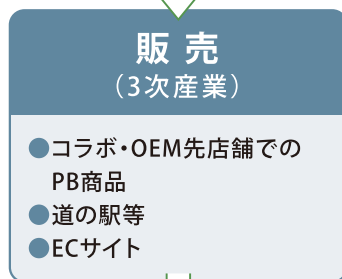 販売
（3次産業）
●コラボ・OEM先店舗での
PB商品
●道の駅等
●ECサイト